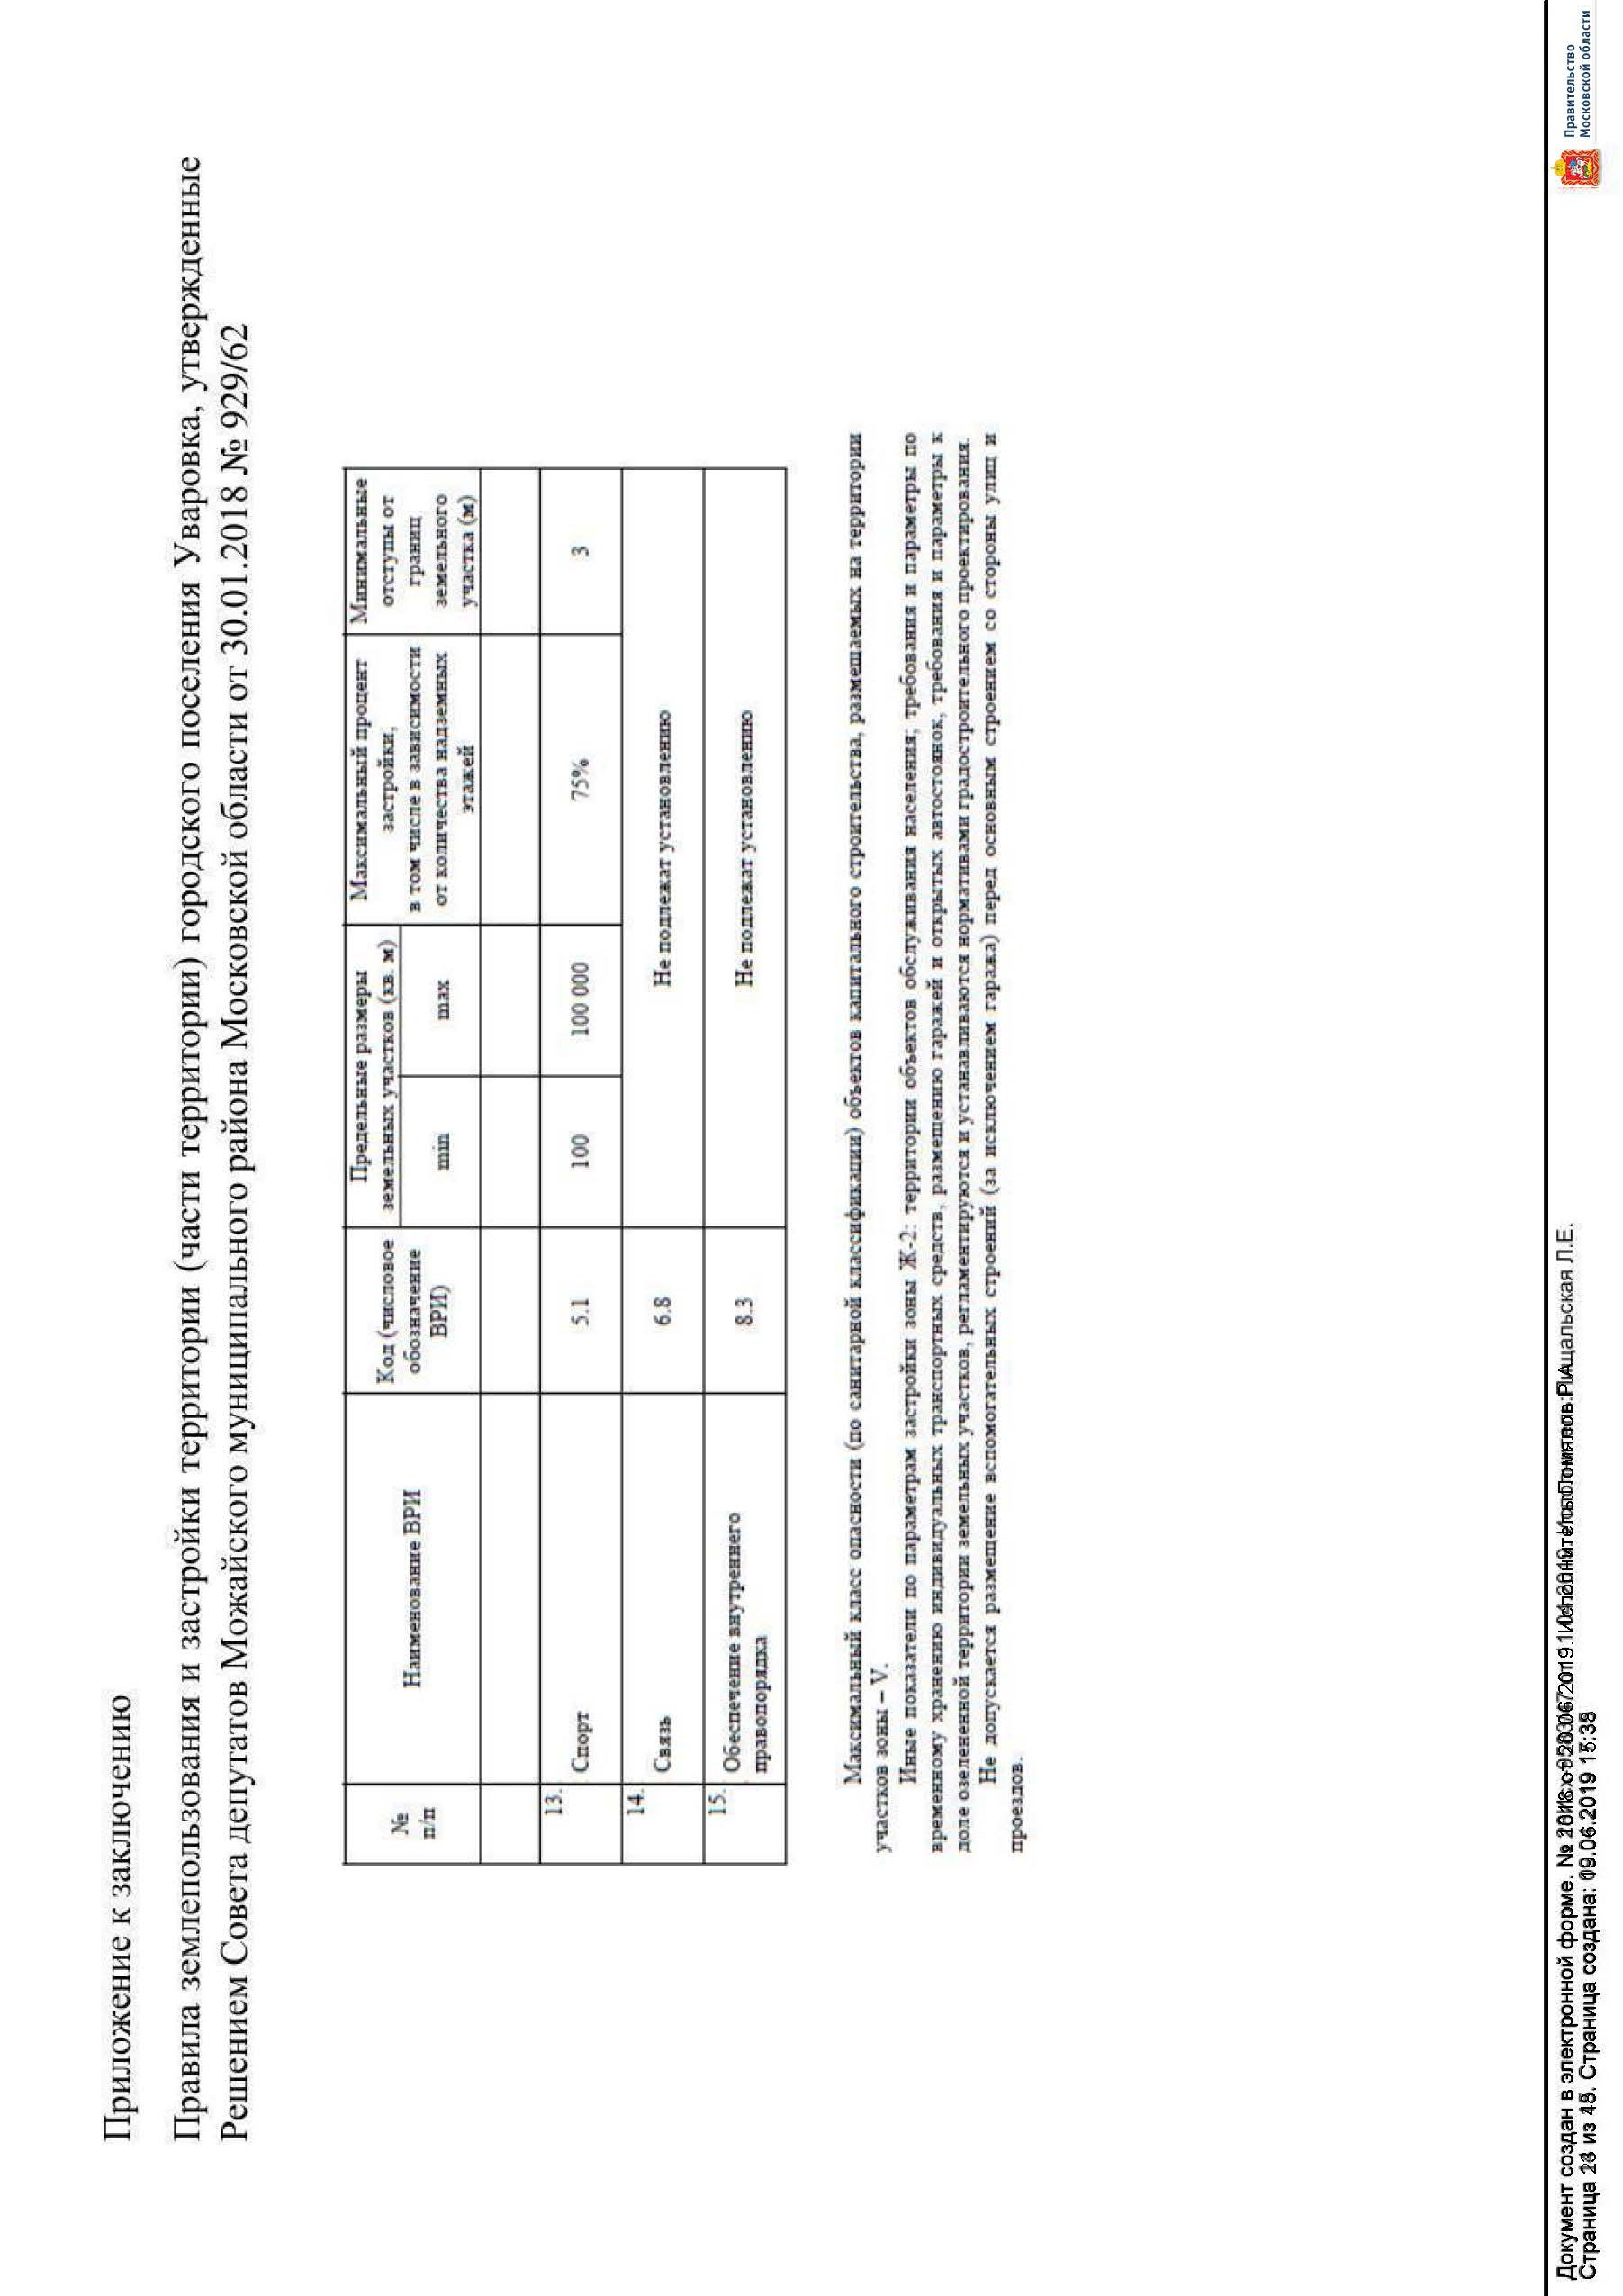 Приложение к заключению
Правила землепользования и застройки территории (части территории) городского поселения Уваровка, утвержденные
Решением Совета депутатов Можайского муниципального района Московской области от 30.01.2018 № 929/62
№ п/п
Наименование ВРИ
Код (числовое обозначение ВРИ)
Предельные размеры земельных участков (кв. м)
min
max
Максимальный процент застройки,
в том числе в зависимости от количества надземных этажей
Минимальные отступы от границ земельного участка (м)
13. Спорт 5.1 100 100 000 75% 3
14. Связь 6.8 Не подлежат установлению
15. Обеспечение внутреннего правопорядка 8.3 Не подлежат установлению
Максимальный класс опасности (по санитарной классификации) объектов капитального строительства, размещаемых на территории
участков зоны – V.
Иные показатели по параметрам застройки зоны Ж-2: территории объектов обслуживания населения; требования и параметры по
временному хранению индивидуальных транспортных средств, размещению гаражей и открытых автостоянок, требования и параметры к
доле озелененной территории земельных участков, регламентируются и устанавливаются нормативами градостроительного проектирования.
Не допускается размещение вспомогательных строений (за исключением гаража) перед основным строением со стороны улиц и
проездов.
Документ создан в электронной форме. №
Страница из Страница создана:
Правительство
Московской области